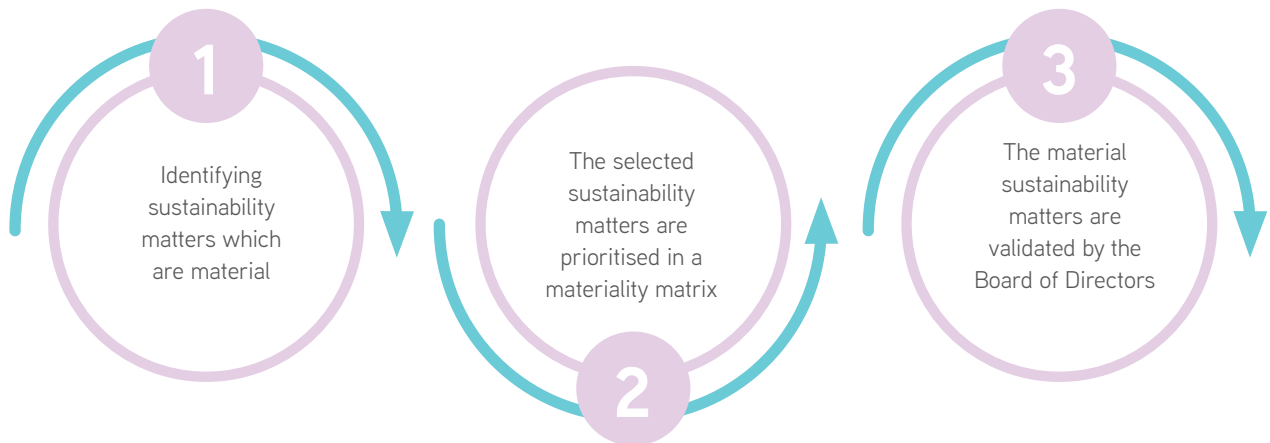 1
Identifying
sustainability
matters which
are material
The selected
sustainability
matters are
prioritised in a
materiality matrix
2
3
The material
sustainability
matters are
validated by the
Board of Directors